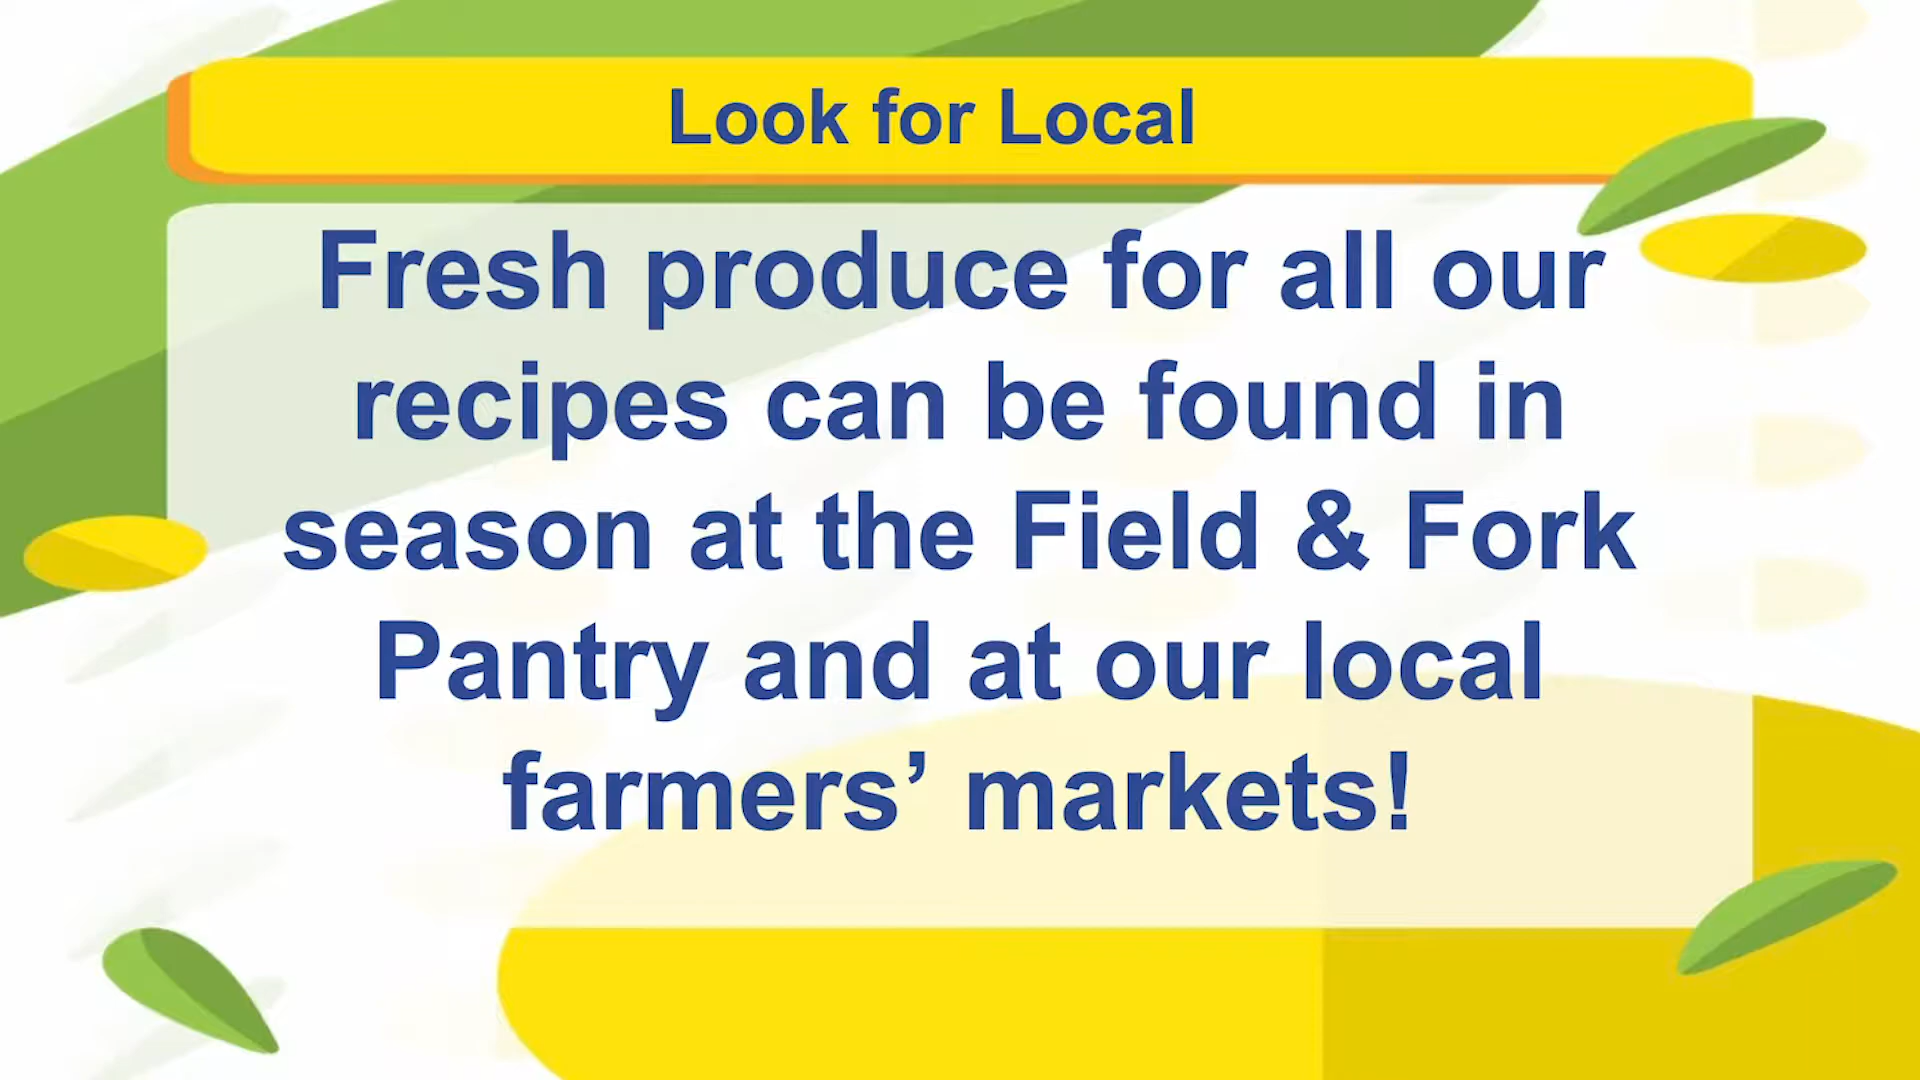 Look for Local
Fresh produce for all our
recipes can be found in
season at the Field & Fork
Pantry and at our local
farmers’ markets!